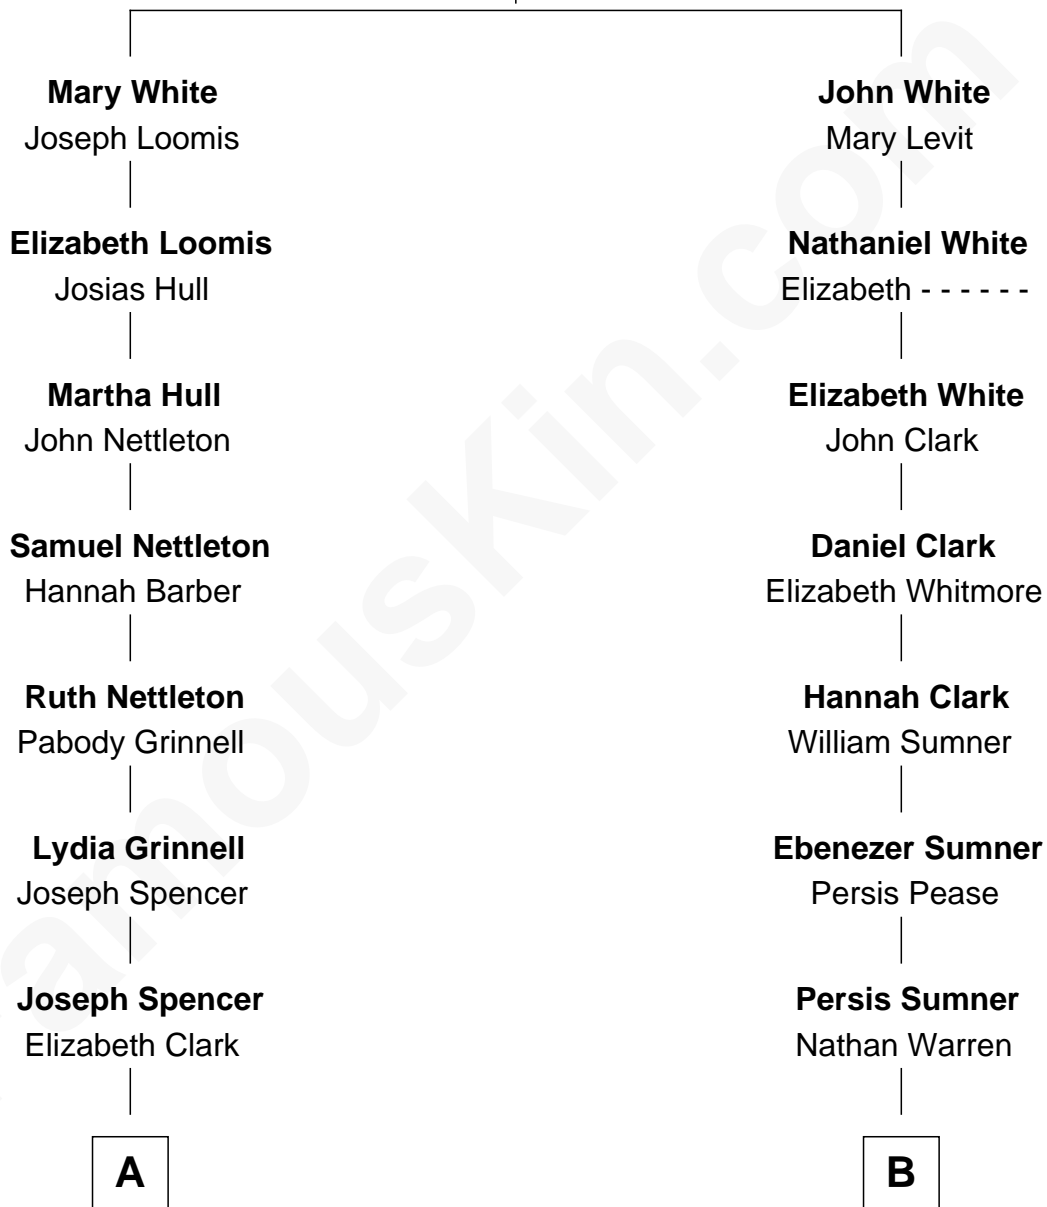 Mary White
Joseph Loomis
John White
Mary Levit
Elizabeth Loomis
Josias Hull
Nathaniel White
Elizabeth - - - - - -
Martha Hull
John Nettleton
Elizabeth White
John Clark
Samuel Nettleton
Hannah Barber
Daniel Clark
Elizabeth Whitmore
Ruth Nettleton
Pabody Grinnell
Hannah Clark
William Sumner
Lydia Grinnell
Joseph Spencer
Ebenezer Sumner
Persis Pease
Joseph Spencer
Elizabeth Clark
Persis Sumner
Nathan Warren
A
B
amouskin.com